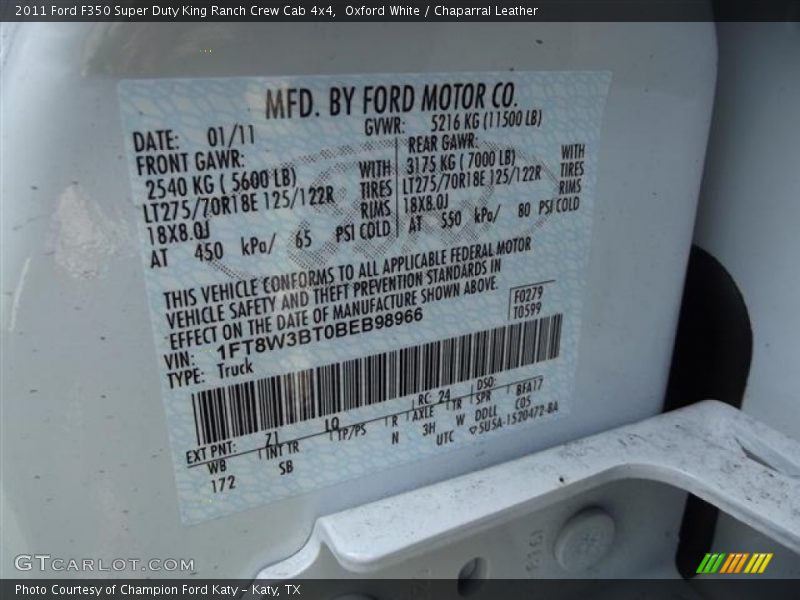 2011 Ford F350 Super Duty King Ranch Crew Cab 4x4, Oxford White / Chaparral Leather
MFD. BY FORD MOTOR CO.
DATE: 01/11 GVWR: 5216 KG (11500 LB)
FRONT GAWR: REAR GAWR:
2540 KG ( 5600 LB) WITH 3175 KG ( 7000 LB) WITH
LT275/70R18E 125/122R TIRES LT275/70R18E 125/122R TIRES
18X8.0J RIMS 18X8.0J RIMS
AT 450 kPa/ 65 PSI COLD AT 550 kPa/ 80 PSI COLD
THIS VEHICLE CONFORMS TO ALL APPLICABLE FEDERAL MOTOR
VEHICLE SAFETY AND THEFT PREVENTION STANDARDS IN
EFFECT ON THE DATE OF MANUFACTURE SHOWN ABOVE.
F0279
T0599
VIN: 1FT8W3BT0BEB98966
TYPE: Truck
EXT PNT: Z1 LQ RC: 24 DSO:
WB INT TR TP/PS R AXLE TR SPR BFA17
172 SB N 3H W DDLL C05
UTC ▽5U5A-1520472-BA
GTCARLOT.COM
Photo Courtesy of Champion Ford Katy - Katy, TX